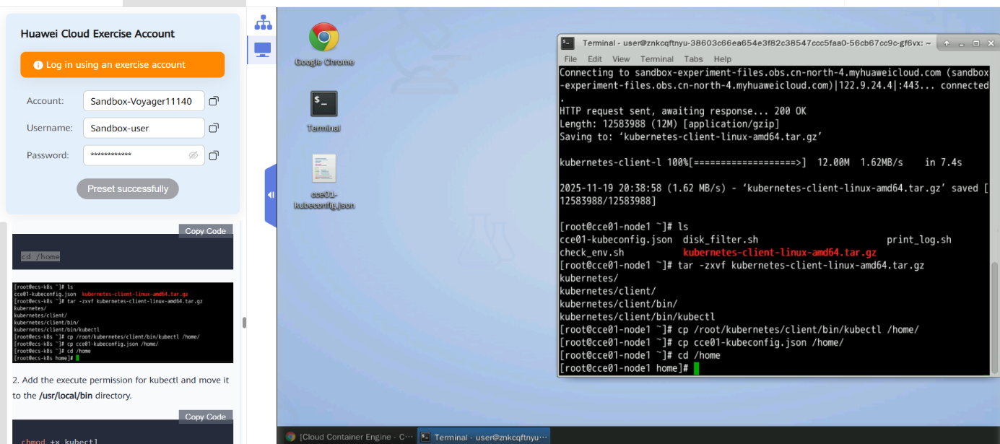 Huawei Cloud Exercise Account
Log in using an exercise account
Account: Sandbox-Voyager11140
Username: Sandbox-user
Password: ************
Preset successfully
Copy Code
cd /home
[root@ecs-k8s ~]# ls
cce01-kubeconfig.json kubernetes-client-linux-amd64.tar.gz
[root@ecs-k8s ~]# tar -zxvf kubernetes-client-linux-amd64.tar.gz
kubernetes/
kubernetes/client/
kubernetes/client/bin/
kubernetes/client/bin/kubectl
[root@ecs-k8s ~]# cp /root/kubernetes/client/bin/kubectl /home/
[root@ecs-k8s ~]# cp cce01-kubeconfig.json /home/
[root@ecs-k8s ~]# cd /home
[root@ecs-k8s home]#
2. Add the execute permission for kubectl and move it
to the /usr/local/bin directory.
Copy Code
chmod +x kubectl
Google Chrome
Terminal
cce01-
kubeconfig.json
Terminal - user@znkcqftnyu-38603c66ea654e3f82c38547ccc5faa0-56cb67cc9c-gf6vx: ~
File Edit View Terminal Tabs Help
Connecting to sandbox-experiment-files.obs.cn-north-4.myhuaweicloud.com (sandbox
-experiment-files.obs.cn-north-4.myhuaweicloud.com)|122.9.24.4|:443... connected
.
HTTP request sent, awaiting response... 200 OK
Length: 12583988 (12M) [application/gzip]
Saving to: ‘kubernetes-client-linux-amd64.tar.gz’
kubernetes-client-l 100%[===================>] 12.00M 1.62MB/s in 7.4s
2025-11-19 20:38:58 (1.62 MB/s) - ‘kubernetes-client-linux-amd64.tar.gz’ saved [
12583988/12583988]
[root@cce01-node1 ~]# ls
cce01-kubeconfig.json disk_filter.sh print_log.sh
check_env.sh kubernetes-client-linux-amd64.tar.gz
[root@cce01-node1 ~]# tar -zxvf kubernetes-client-linux-amd64.tar.gz
kubernetes/
kubernetes/client/
kubernetes/client/bin/
kubernetes/client/bin/kubectl
[root@cce01-node1 ~]# cp /root/kubernetes/client/bin/kubectl /home/
[root@cce01-node1 ~]# cp cce01-kubeconfig.json /home/
[root@cce01-node1 ~]# cd /home
[root@cce01-node1 home]#
[Cloud Container Engine - C···
Terminal - user@znkcqftnyu···